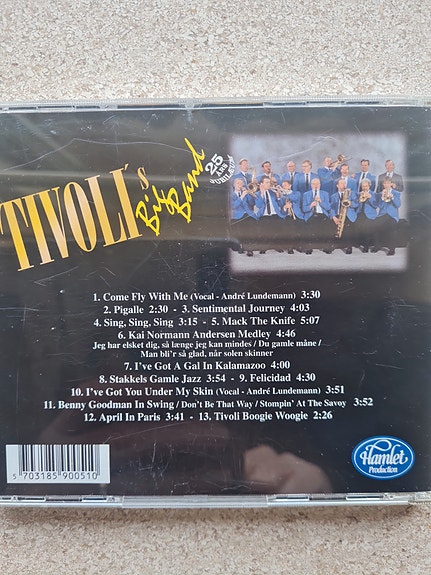 TIVOLI's
Big Band
25
ÅRS
JUBILÆUM
1. Come Fly With Me (Vocal - André Lundemann) 3:30
2. Pigalle 2:30 - 3. Sentimental Journey 4:03
4. Sing, Sing, Sing 3:15 - 5. Mack The Knife 5:07
6. Kai Normann Andersen Medley 4:46
Jeg har elsket dig, så længe jeg kan mindes / Du gamle måne /
Man bli'r så glad, når solen skinner
7. I've Got A Gal In Kalamazoo 4:00
8. Stakkels Gamle Jazz 3:54 - 9. Felicidad 4:30
10. I've Got You Under My Skin (Vocal - André Lundemann) 3:51
11. Benny Goodman In Swing / Don't Be That Way / Stompin' At The Savoy / 3:52
12. April In Paris 3:41 - 13. Tivoli Boogie Woogie 2:26
5 703185 900510
Hamlet
Production